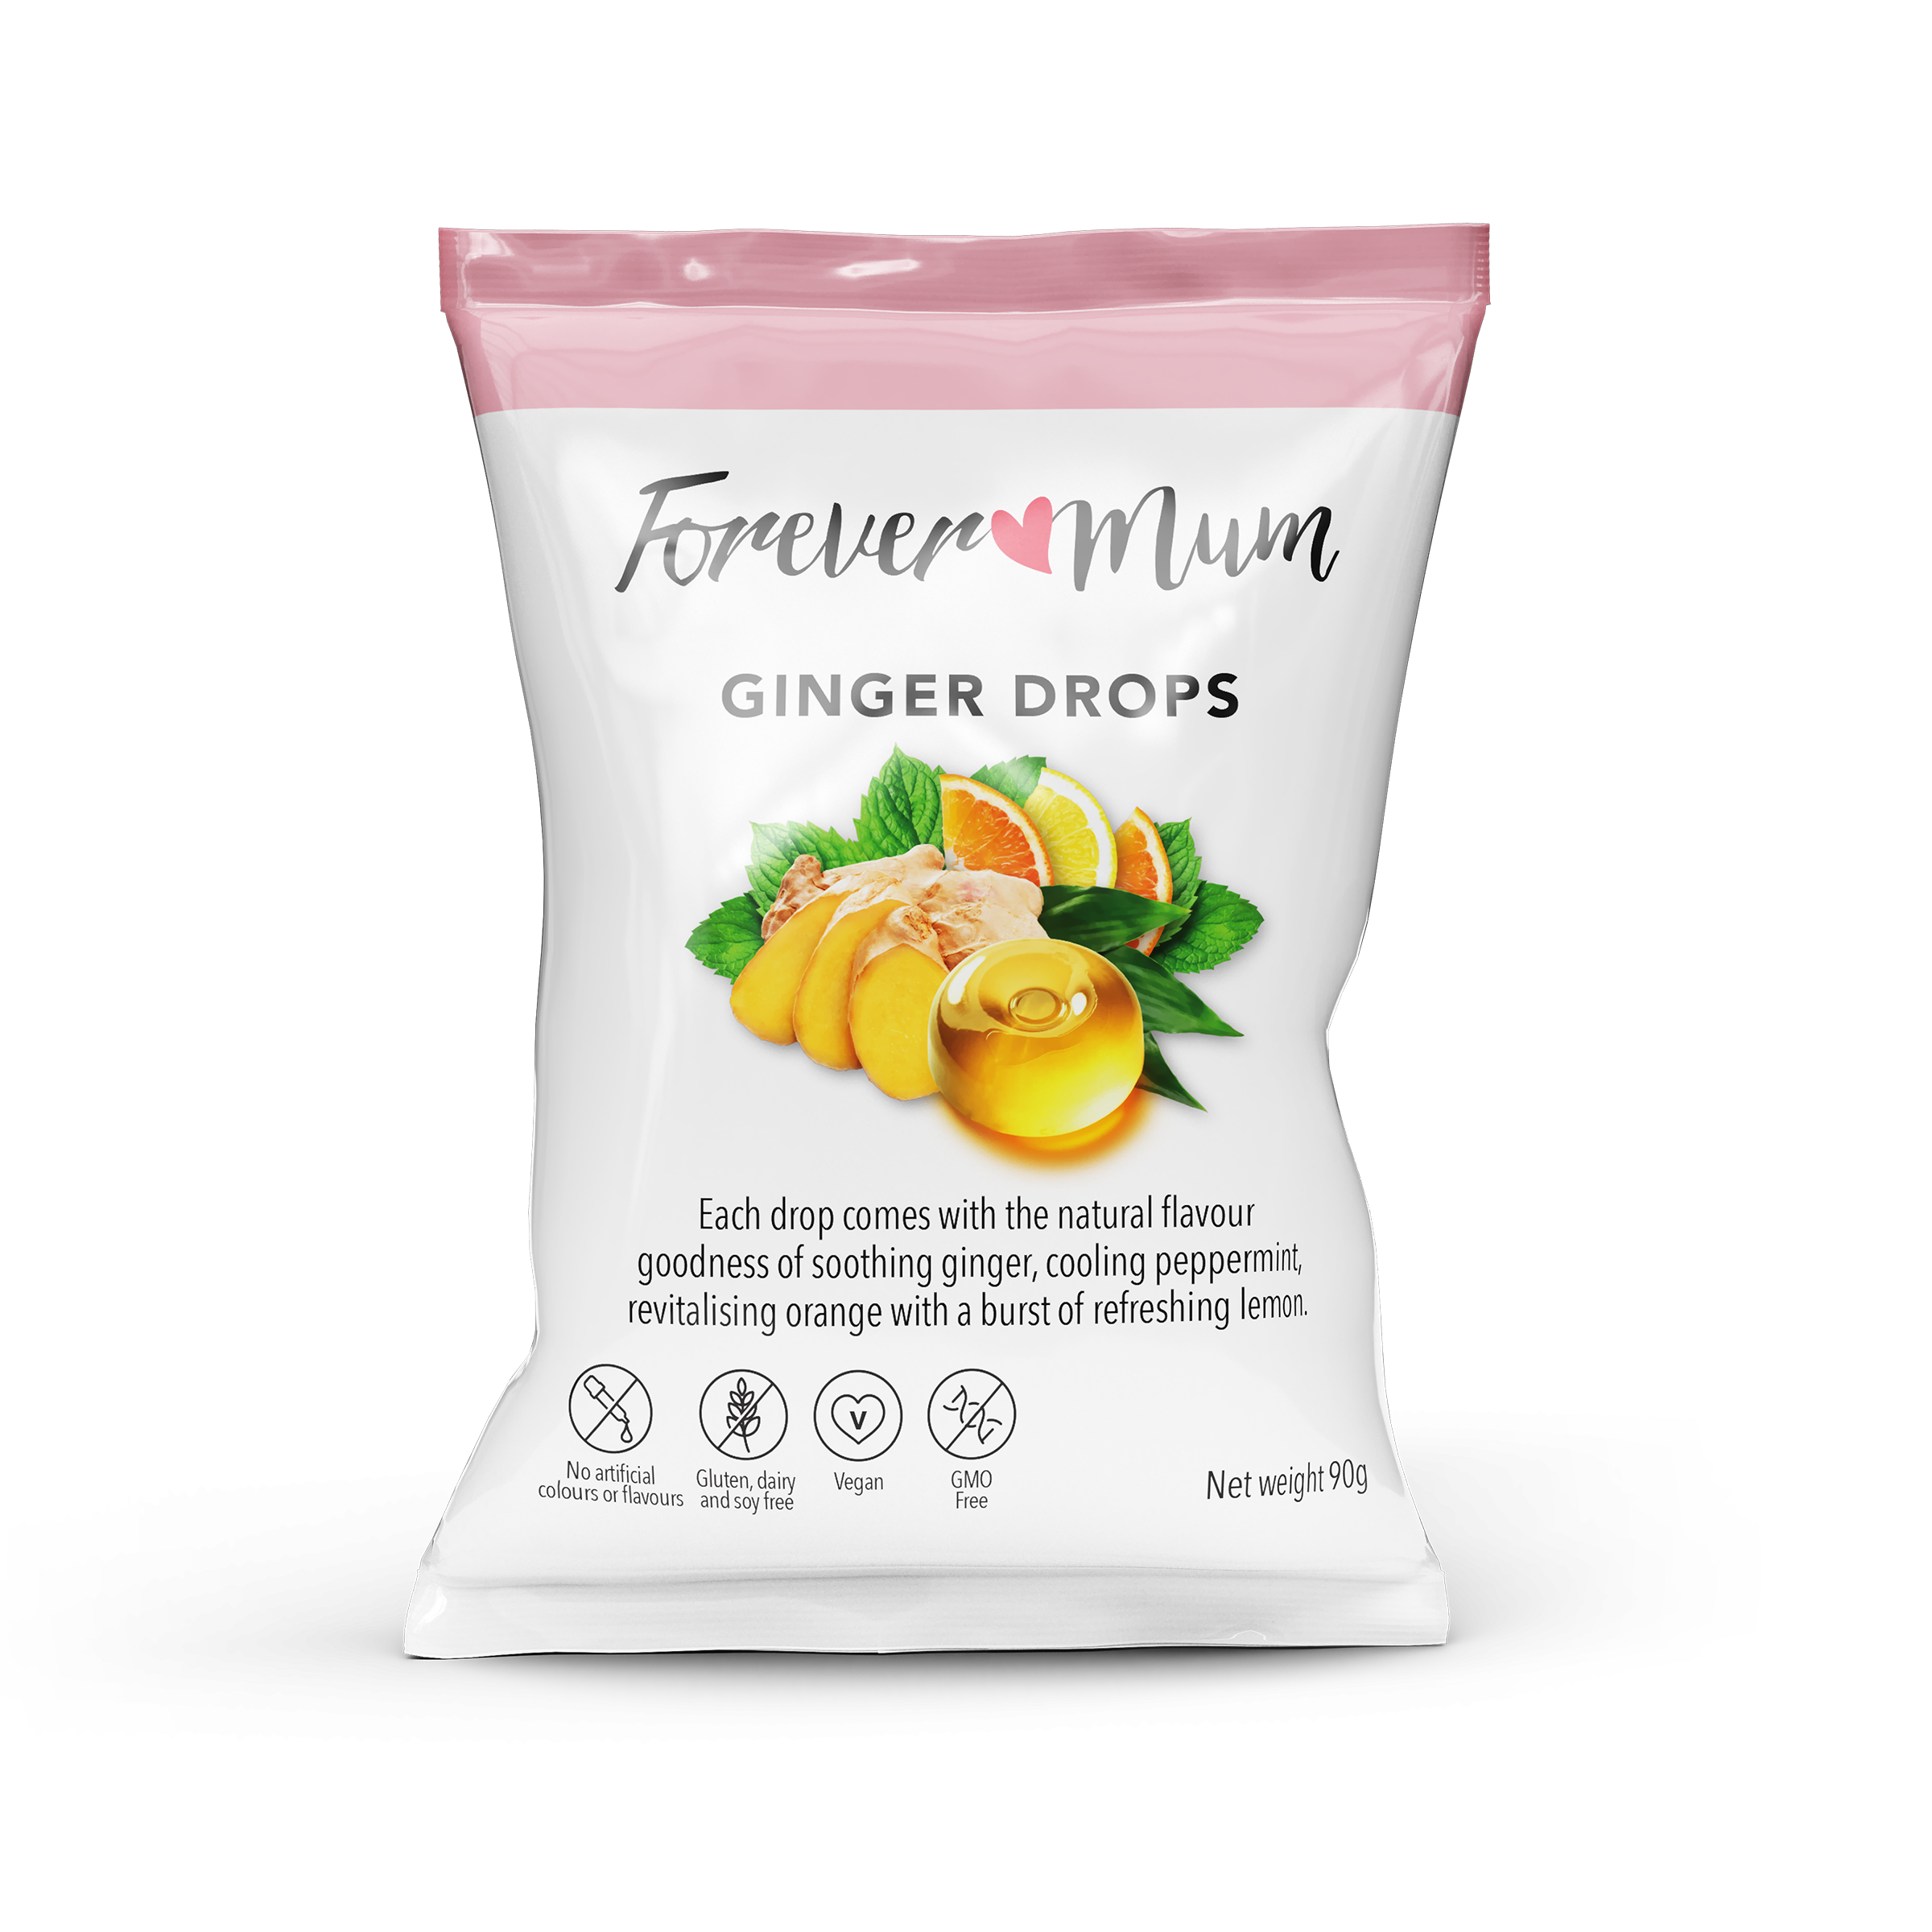 Forever Mum
GINGER DROPS
Each drop comes with the natural flavour
goodness of soothing ginger, cooling peppermint,
revitalising orange with a burst of refreshing lemon.
No artificial
colours or flavours
Gluten, dairy
and soy free
V
Vegan
GMO
Free
Net weight 90g